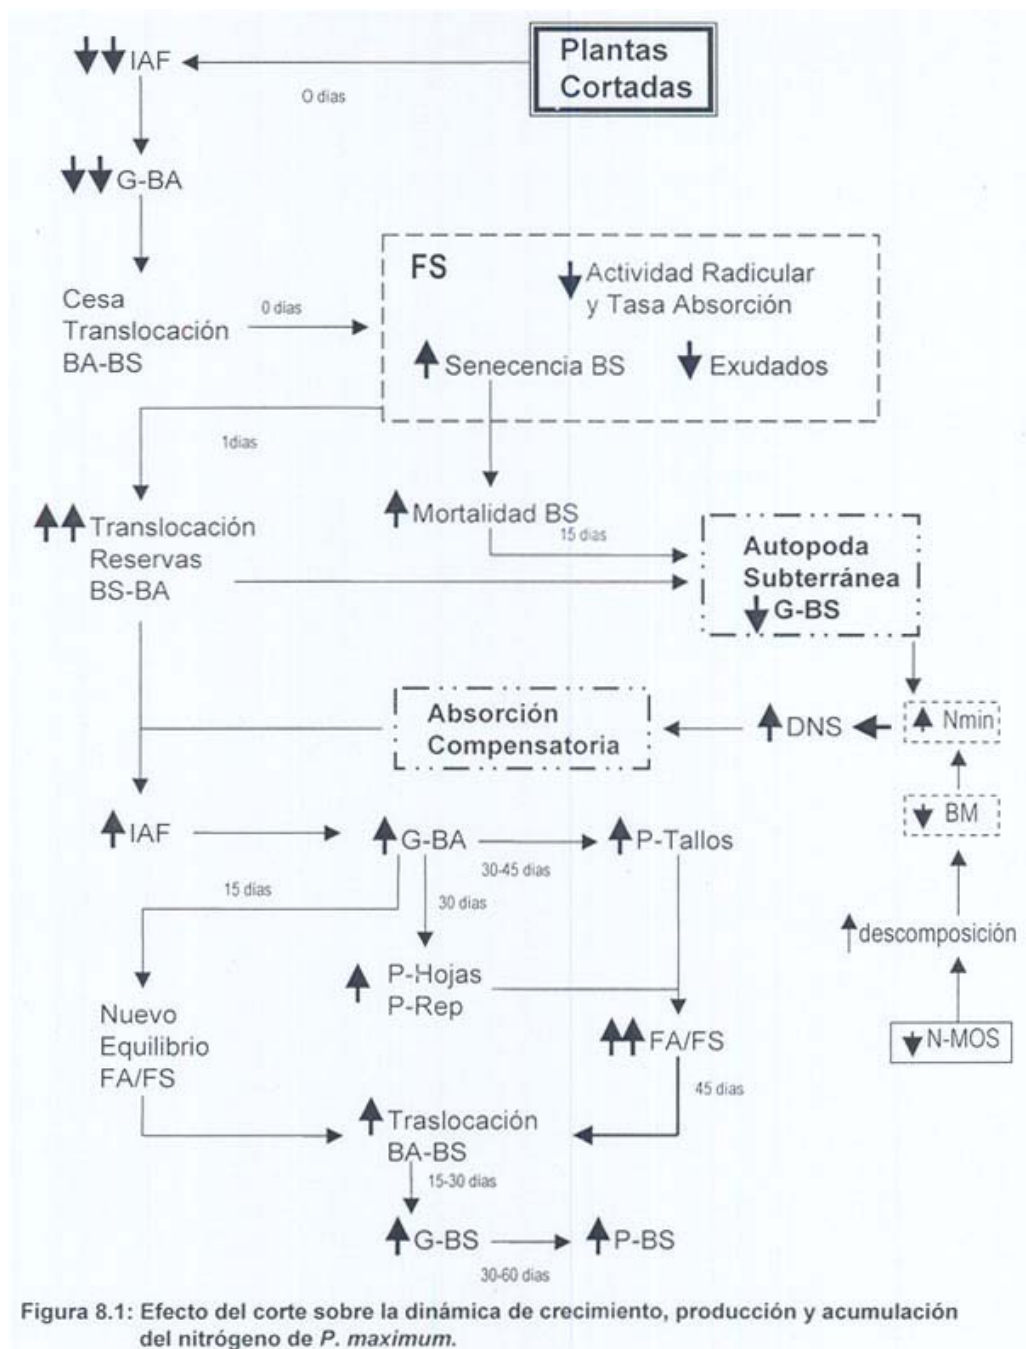 Plantas
Cortadas
IAF
O dias
G-BA
Cesa
Translocación
BA-BS
0 dias
FS
Actividad Radicular
y Tasa Absorción
Senecencia BS
Exudados
1dias
Translocación
Reservas
BS-BA
Mortalidad BS
15 dias
Autopoda
Subterránea
G-BS
Absorción
Compensatoria
DNS
Nmin
BM
IAF
G-BA
P-Tallos
30-45 dias
15 dias
30 dias
descomposición
P-Hojas
P-Rep
Nuevo
Equilibrio
FA/FS
FA/FS
N-MOS
45 dias
Traslocación
BA-BS
15-30 dias
G-BS
P-BS
30-60 dias
Figura 8.1: Efecto del corte sobre la dinámica de crecimiento, producción y acumulación
del nitrógeno de P. maximum.